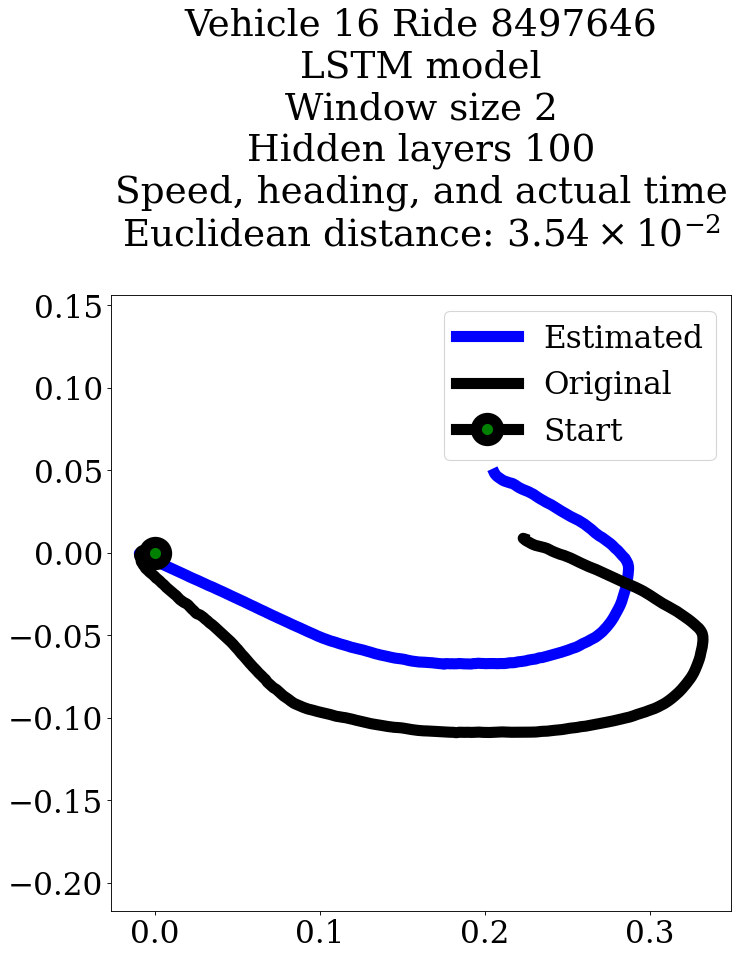 Vehicle 16 Ride 8497646
LSTM model
Window size 2
Hidden layers 100
Speed, heading, and actual time
Euclidean distance: 3.54 × 10⁻²
Estimated
Original
Start
0.15
0.10
0.05
0.00
−0.05
−0.10
−0.15
−0.20
0.0 0.1 0.2 0.3